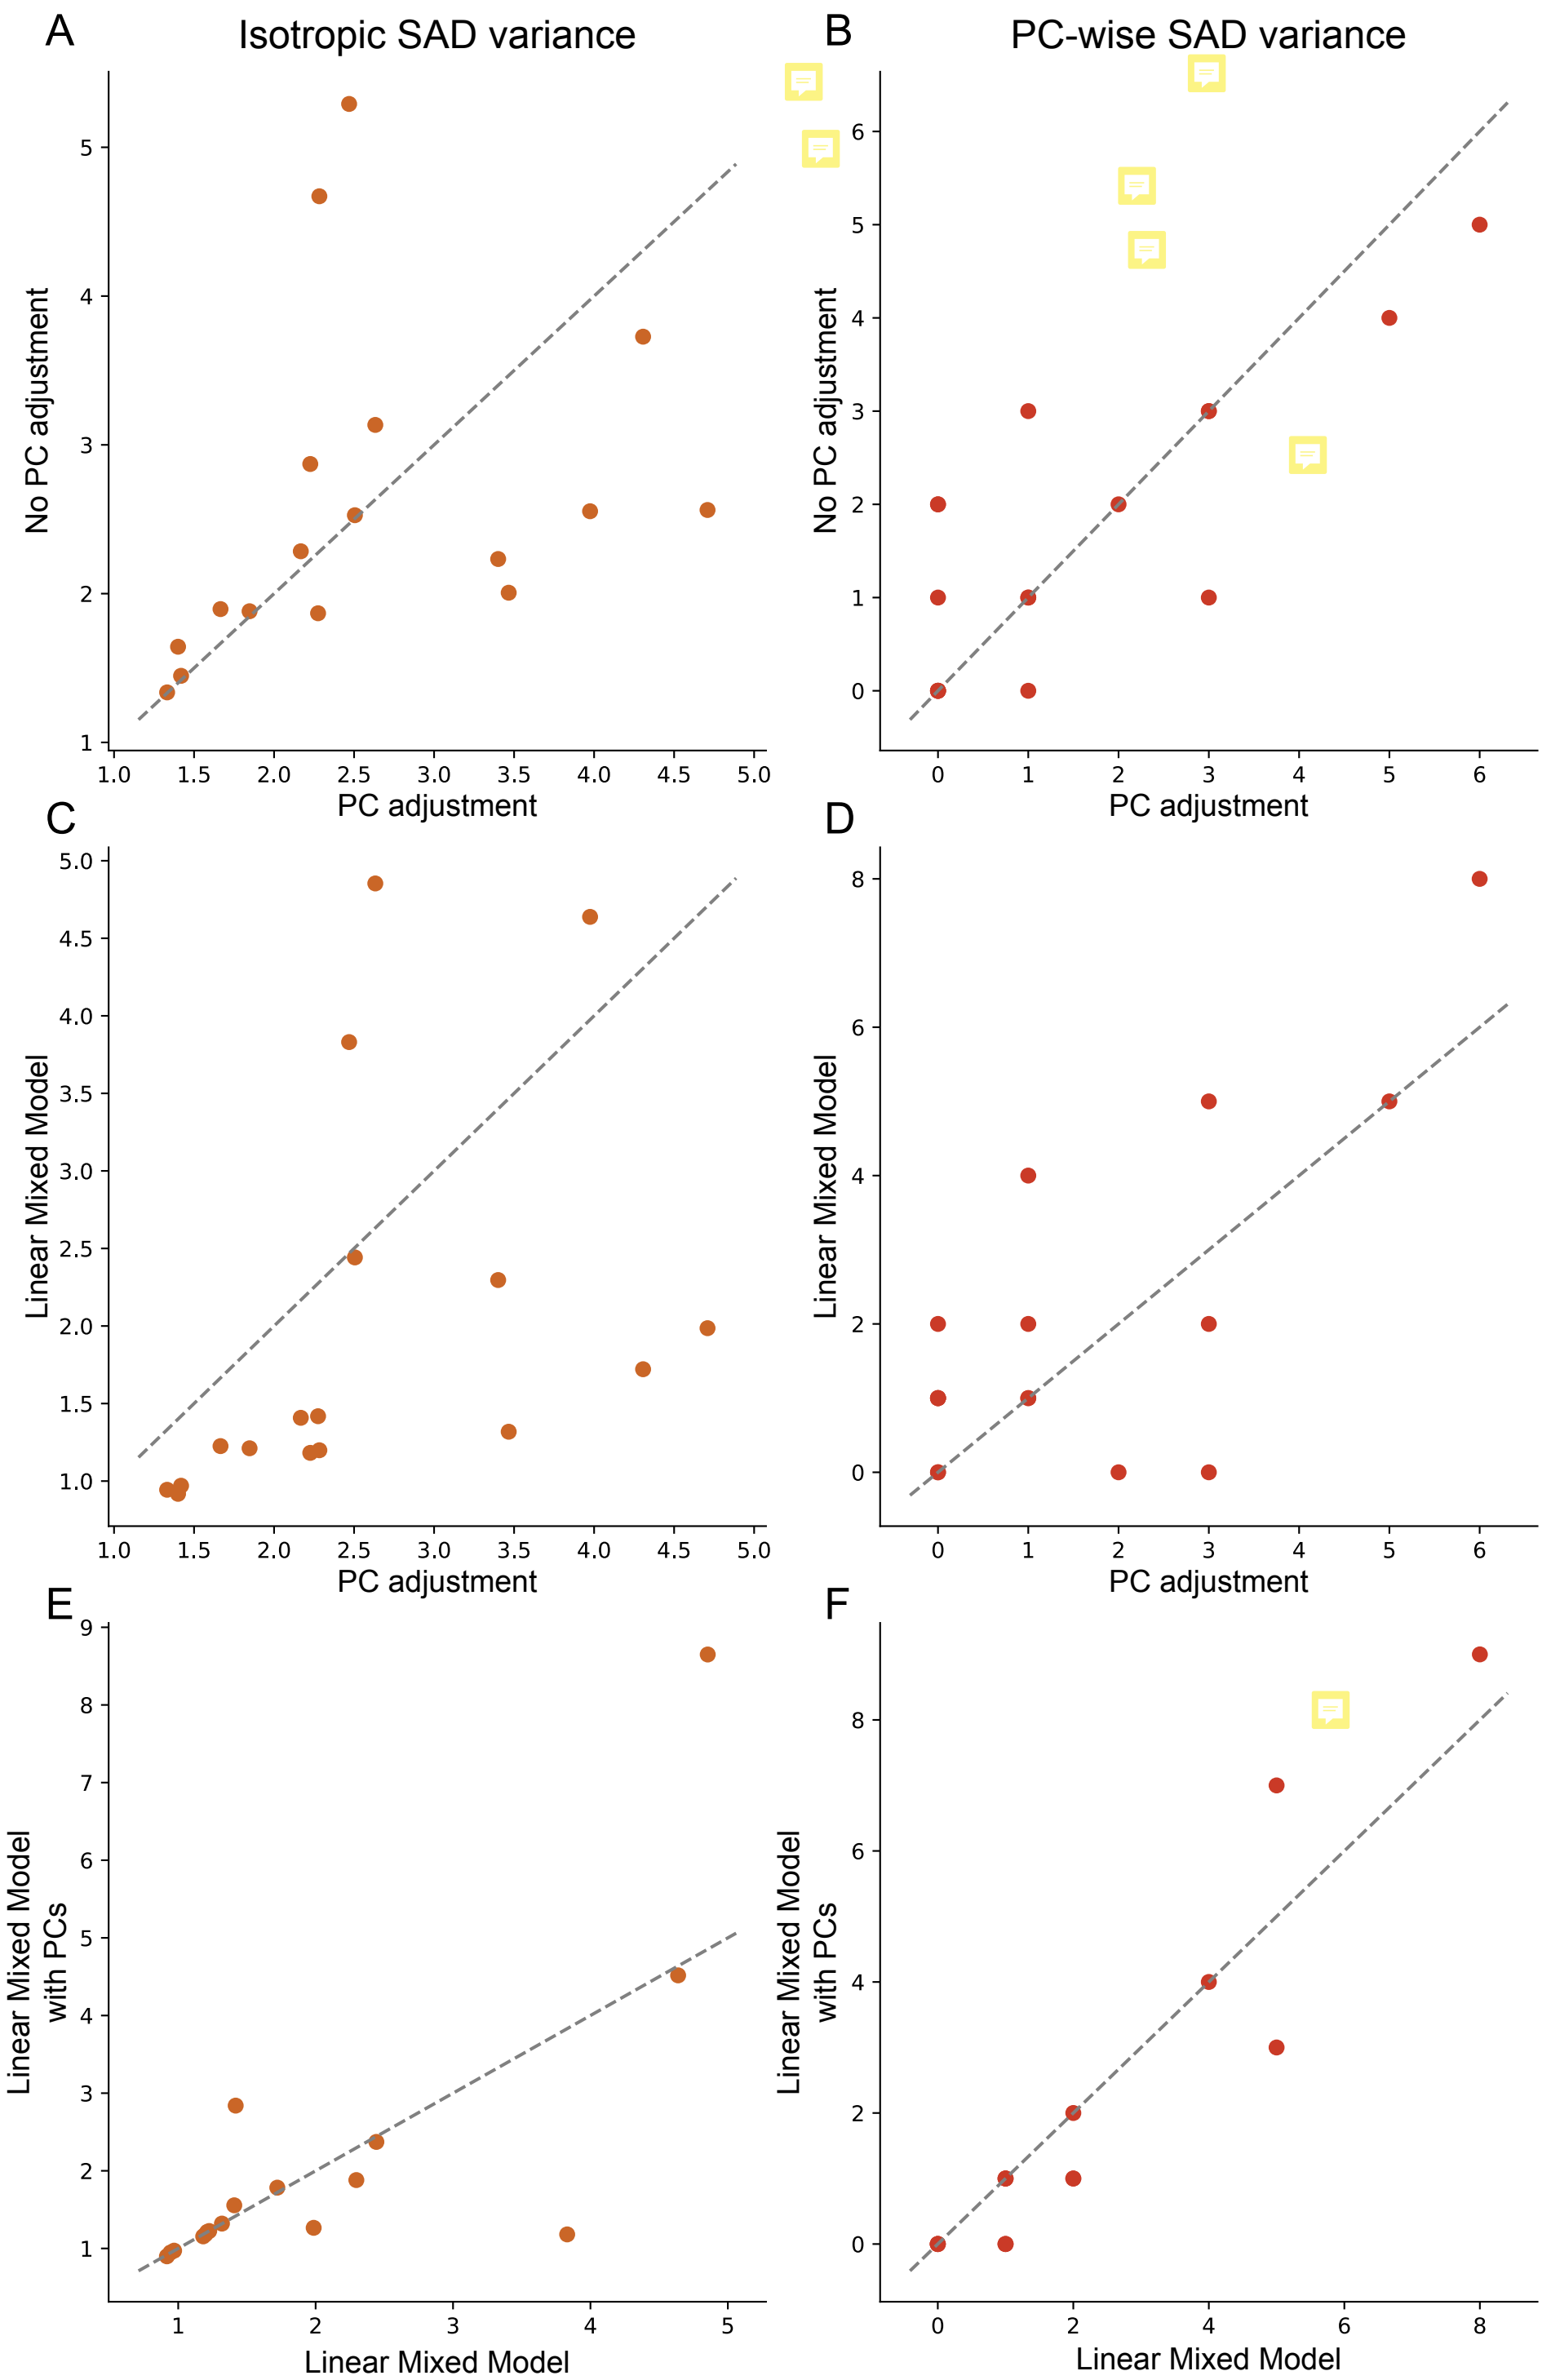 A
Isotropic SAD variance
B
PC-wise SAD variance
No PC adjustment
5
4
3
2
1
1.0 1.5 2.0 2.5 3.0 3.5 4.0 4.5 5.0
PC adjustment
No PC adjustment
6
5
4
3
2
1
0
0 1 2 3 4 5 6
PC adjustment
C
Linear Mixed Model
5.0
4.5
4.0
3.5
3.0
2.5
2.0
1.5
1.0
1.0 1.5 2.0 2.5 3.0 3.5 4.0 4.5 5.0
PC adjustment
D
Linear Mixed Model
8
6
4
2
0
0 1 2 3 4 5 6
PC adjustment
E
Linear Mixed Model
with PCs
9
8
7
6
5
4
3
2
1
1 2 3 4 5
Linear Mixed Model
F
Linear Mixed Model
with PCs
8
6
4
2
0
0 2 4 6 8
Linear Mixed Model